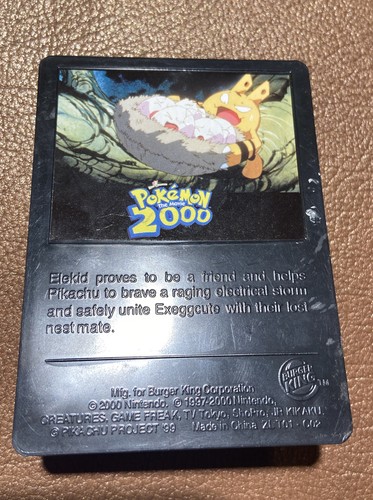 Pokémon
The Movie
2000
Elekid proves to be a friend and helps
Pikachu to brave a raging electrical storm
and safely unite Exeggcute with their lost
nest mate.
BURGER
KING TM
Mfg. for Burger King Corporation
© 2000 Nintendo, © 1997-2000 Nintendo,
CREATURES, GAME FREAK, TV Tokyo, ShoPro, JR KIKAKU,
© PIKACHU PROJECT '99 Made in China